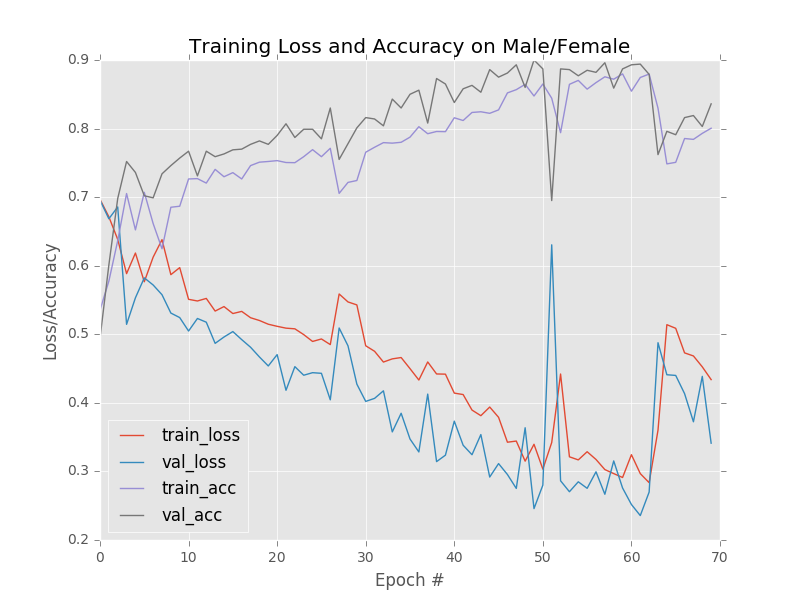 Training Loss and Accuracy on Male/Female
0.9
0.8
0.7
0.6
0.5
0.4
0.3
0.2
Loss/Accuracy
train_loss
val_loss
train_acc
val_acc
0 10 20 30 40 50 60 70
Epoch #